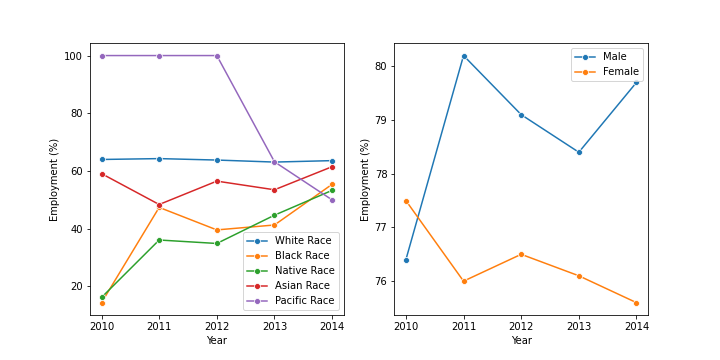 100
80
60
40
20
Employment (%)
2010 2011 2012 2013 2014
Year
White Race
Black Race
Native Race
Asian Race
Pacific Race
80
79
78
77
76
Employment (%)
2010 2011 2012 2013 2014
Year
Male
Female